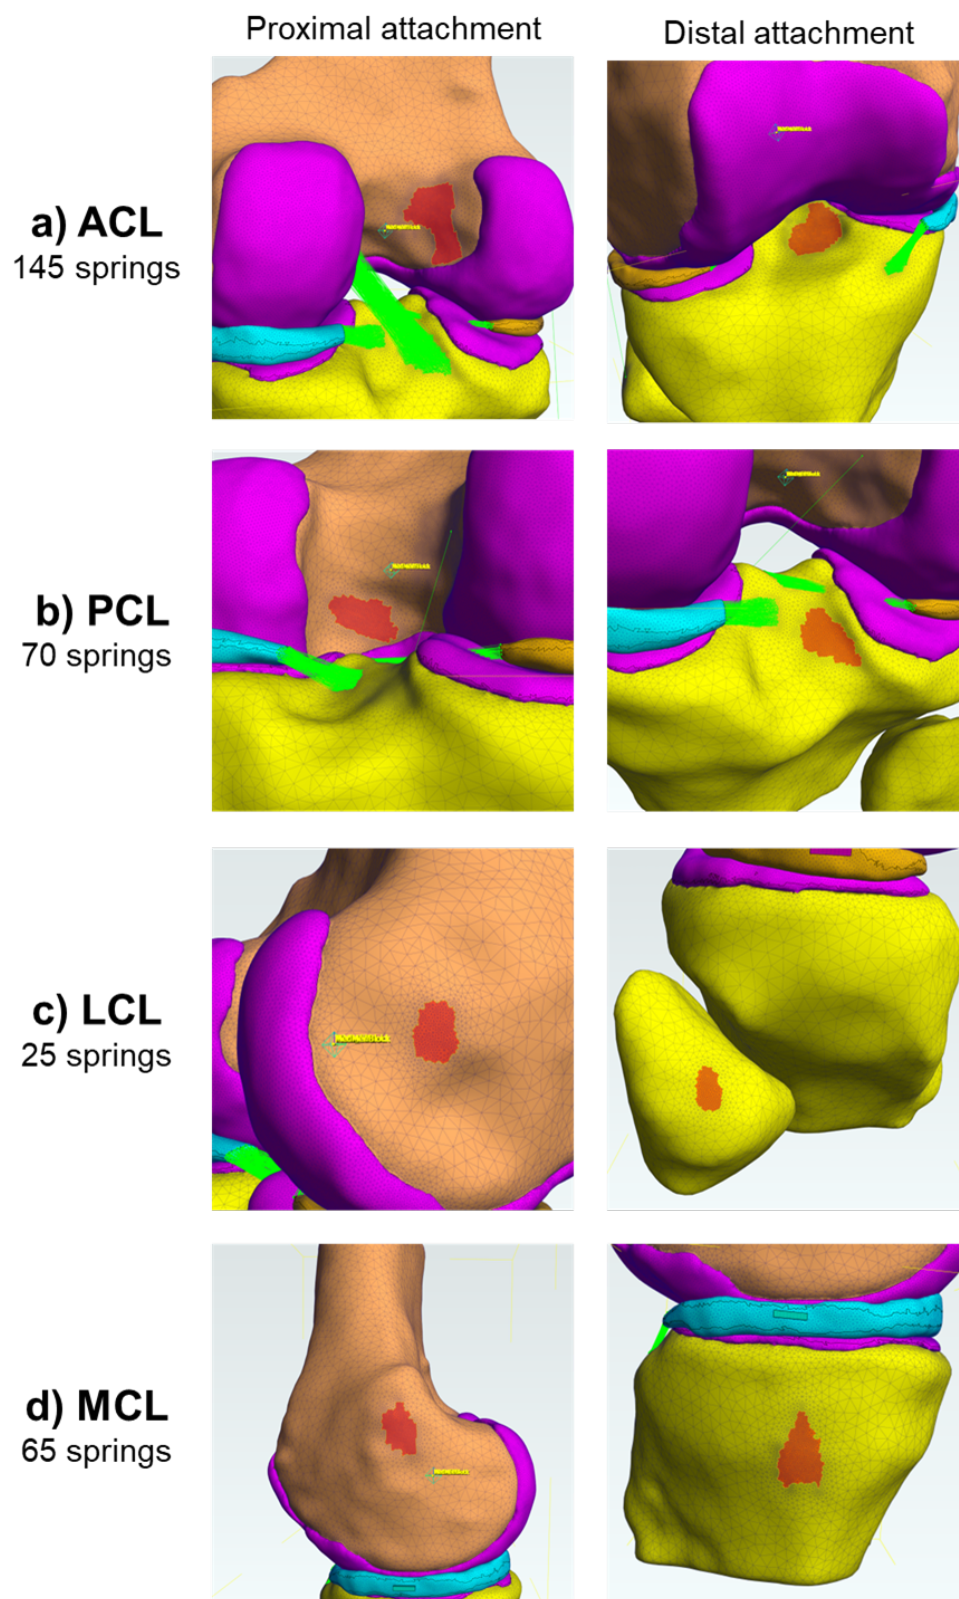 Proximal attachment
Distal attachment
a) ACL
145 springs
b) PCL
70 springs
c) LCL
25 springs
d) MCL
65 springs